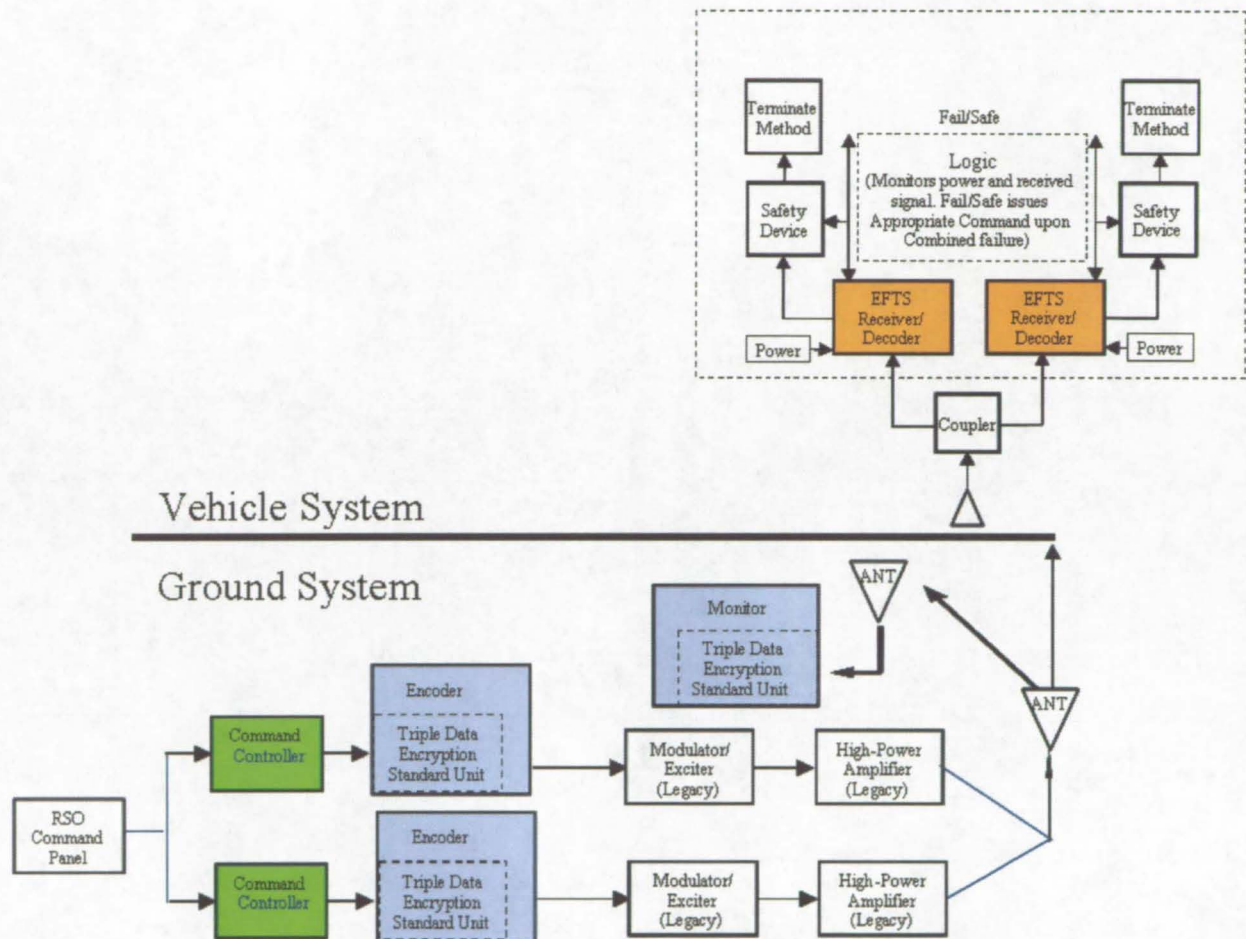 Terminate
Method
Fail/Safe
Terminate
Method
Logic
(Monitors power and received
signal. Fail/Safe issues
Appropriate Command upon
Combined failure)
Safety
Device
Safety
Device
EFTS
Receiver/
Decoder
EFTS
Receiver/
Decoder
Power
Power
Coupler
Vehicle System
Ground System
ANT
Monitor
Triple Data
Encryption
Standard Unit
ANT
Encoder
Triple Data
Encryption
Standard Unit
Command
Controller
Modulator/
Exciter
(Legacy)
High-Power
Amplifier
(Legacy)
RSO
Command
Panel
Encoder
Triple Data
Encryption
Standard Unit
Command
Controller
Modulator/
Exciter
(Legacy)
High-Power
Amplifier
(Legacy)